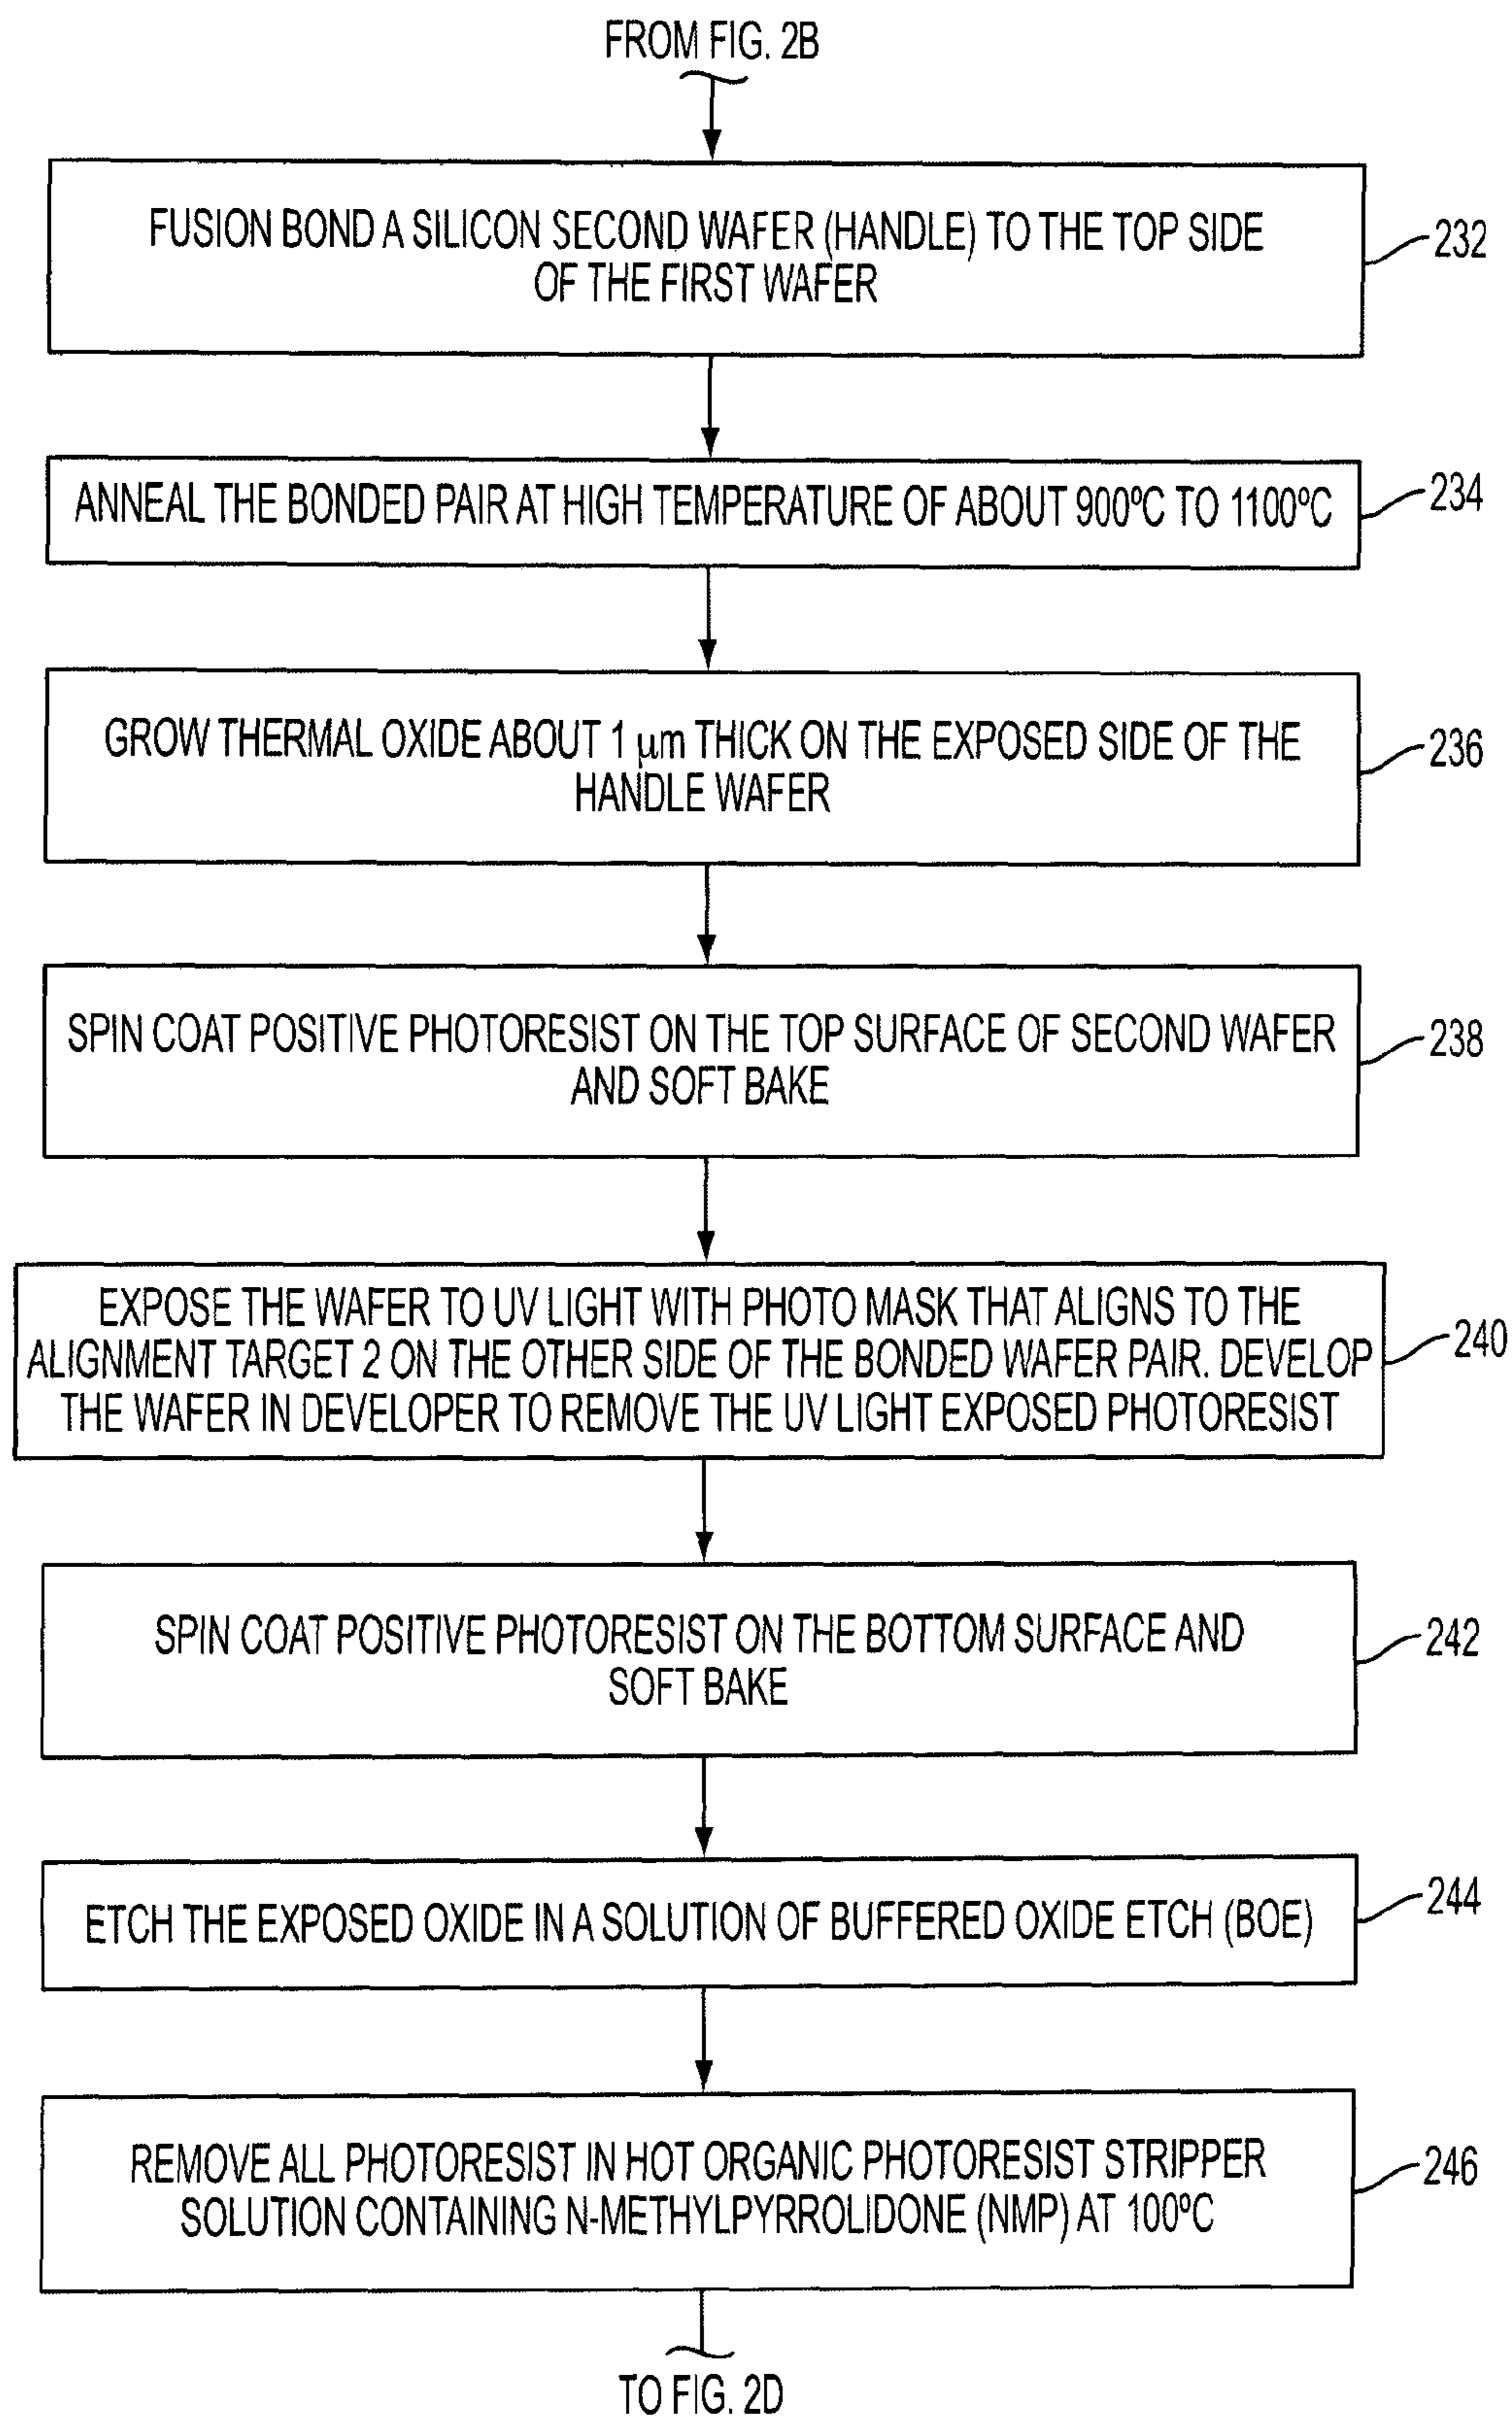 FROM FIG. 2B
FUSION BOND A SILICON SECOND WAFER (HANDLE) TO THE TOP SIDE
OF THE FIRST WAFER
232
ANNEAL THE BONDED PAIR AT HIGH TEMPERATURE OF ABOUT 900ºC TO 1100ºC
234
GROW THERMAL OXIDE ABOUT 1 μm THICK ON THE EXPOSED SIDE OF THE
HANDLE WAFER
236
SPIN COAT POSITIVE PHOTORESIST ON THE TOP SURFACE OF SECOND WAFER
AND SOFT BAKE
238
EXPOSE THE WAFER TO UV LIGHT WITH PHOTO MASK THAT ALIGNS TO THE
ALIGNMENT TARGET 2 ON THE OTHER SIDE OF THE BONDED WAFER PAIR. DEVELOP
THE WAFER IN DEVELOPER TO REMOVE THE UV LIGHT EXPOSED PHOTORESIST
240
SPIN COAT POSITIVE PHOTORESIST ON THE BOTTOM SURFACE AND
SOFT BAKE
242
ETCH THE EXPOSED OXIDE IN A SOLUTION OF BUFFERED OXIDE ETCH (BOE)
244
REMOVE ALL PHOTORESIST IN HOT ORGANIC PHOTORESIST STRIPPER
SOLUTION CONTAINING N-METHYLPYRROLIDONE (NMP) AT 100ºC
246
TO FIG. 2D